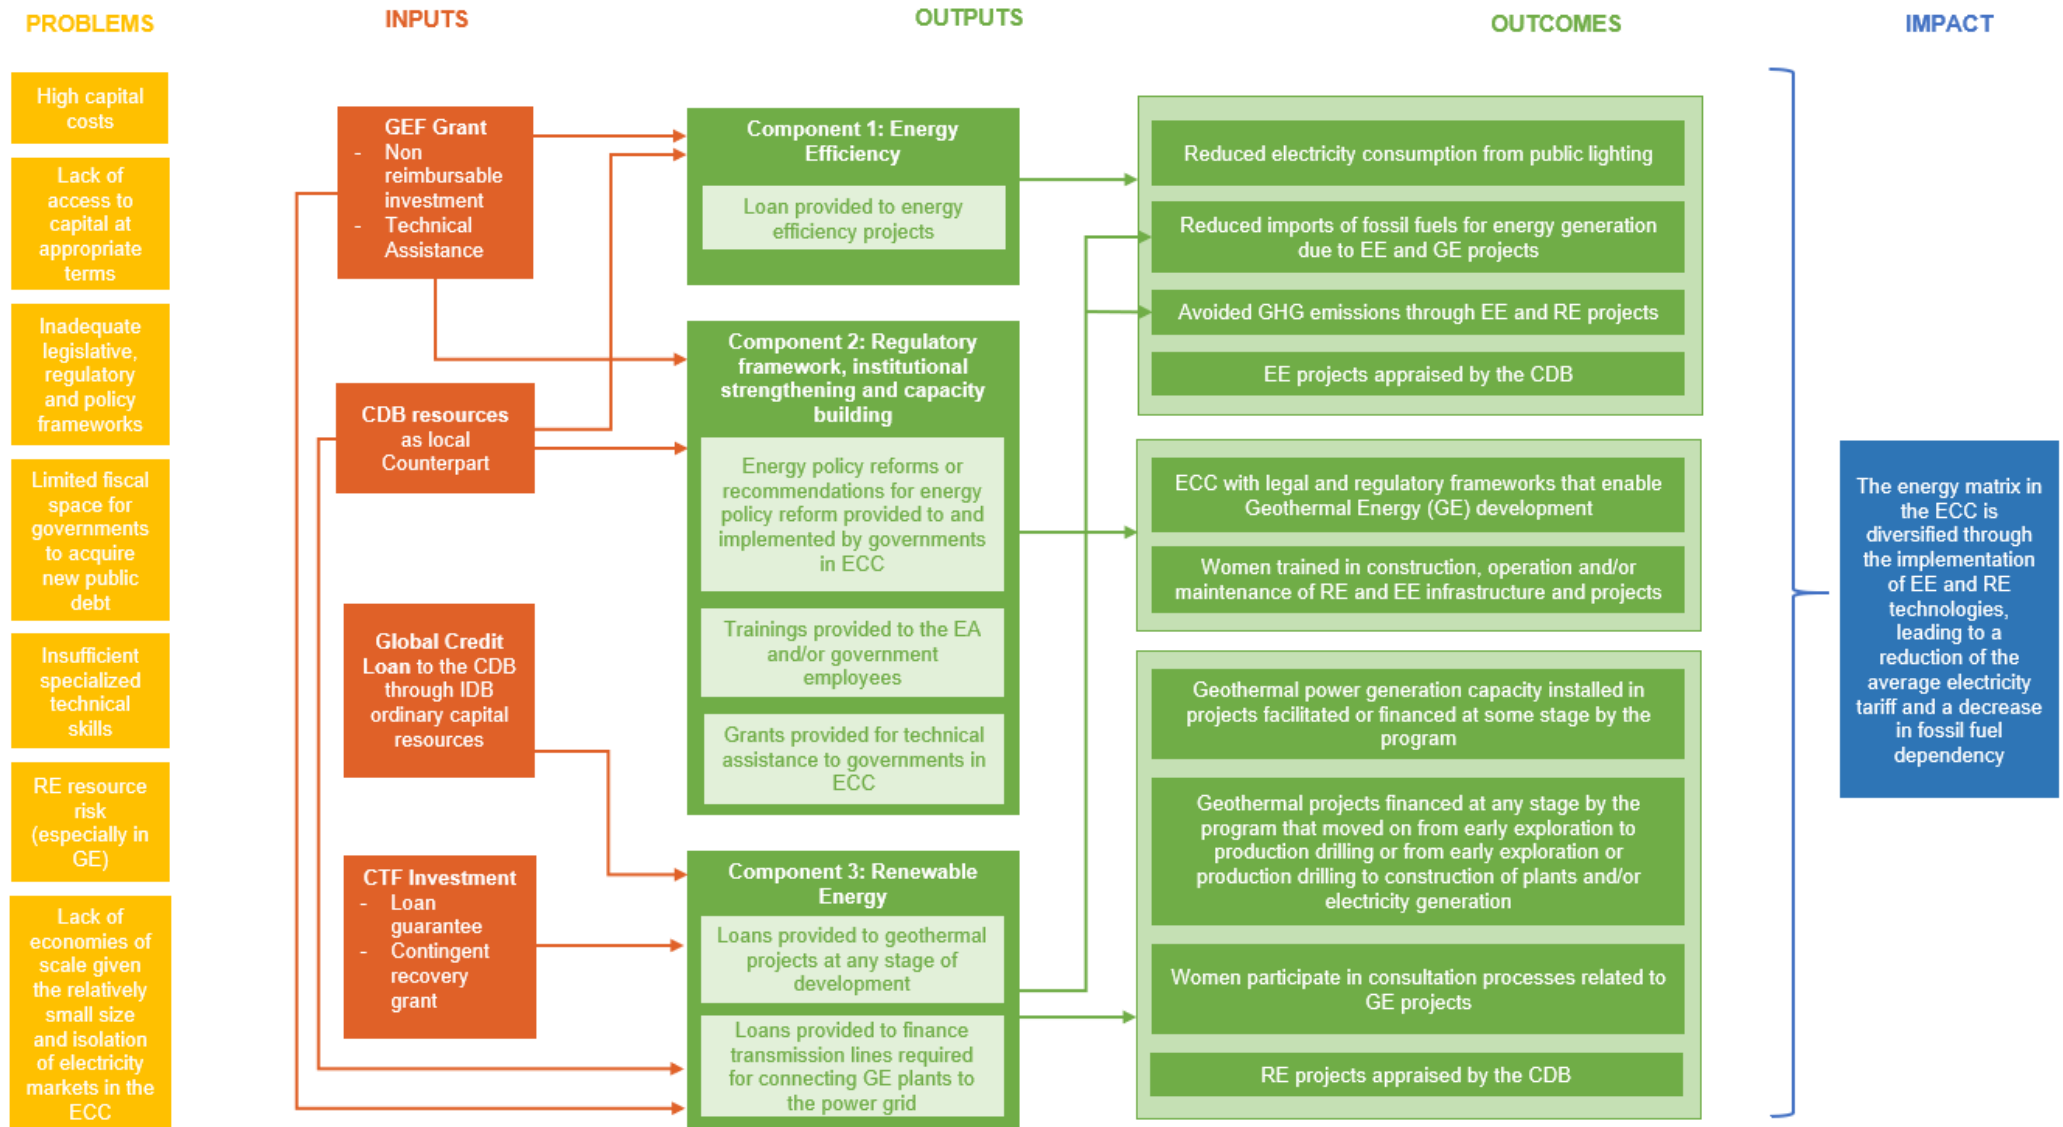 PROBLEMS
INPUTS
OUTPUTS
OUTCOMES
IMPACT
High capital
costs
Lack of
access to
capital at
appropriate
terms
Inadequate
legislative,
regulatory
and policy
frameworks
Limited fiscal
space for
governments
to acquire
new public
debt
Insufficient
specialized
technical
skills
RE resource
risk
(especially in
GE)
Lack of
economies of
scale given
the relatively
small size
and isolation
of electricity
markets in the
ECC
GEF Grant
- Non
reimbursable
investment
- Technical
Assistance
CDB resources
as local
Counterpart
Global Credit
Loan to the CDB
through IDB
ordinary capital
resources
CTF Investment
- Loan
guarantee
- Contingent
recovery
grant
Component 1: Energy
Efficiency
Loan provided to energy
efficiency projects
Component 2: Regulatory
framework, institutional
strengthening and capacity
building
Energy policy reforms or
recommendations for energy
policy reform provided to and
implemented by governments
in ECC
Trainings provided to the EA
and/or government
employees
Grants provided for technical
assistance to governments in
ECC
Component 3: Renewable
Energy
Loans provided to geothermal
projects at any stage of
development
Loans provided to finance
transmission lines required
for connecting GE plants to
the power grid
Reduced electricity consumption from public lighting
Reduced imports of fossil fuels for energy generation
due to EE and GE projects
Avoided GHG emissions through EE and RE projects
EE projects appraised by the CDB
ECC with legal and regulatory frameworks that enable
Geothermal Energy (GE) development
Women trained in construction, operation and/or
maintenance of RE and EE infrastructure and projects
Geothermal power generation capacity installed in
projects facilitated or financed at some stage by the
program
Geothermal projects financed at any stage by the
program that moved on from early exploration to
production drilling or from early exploration or
production drilling to construction of plants and/or
electricity generation
Women participate in consultation processes related to
GE projects
RE projects appraised by the CDB
The energy matrix in
the ECC is
diversified through
the implementation
of EE and RE
technologies,
leading to a
reduction of the
average electricity
tariff and a decrease
in fossil fuel
dependency